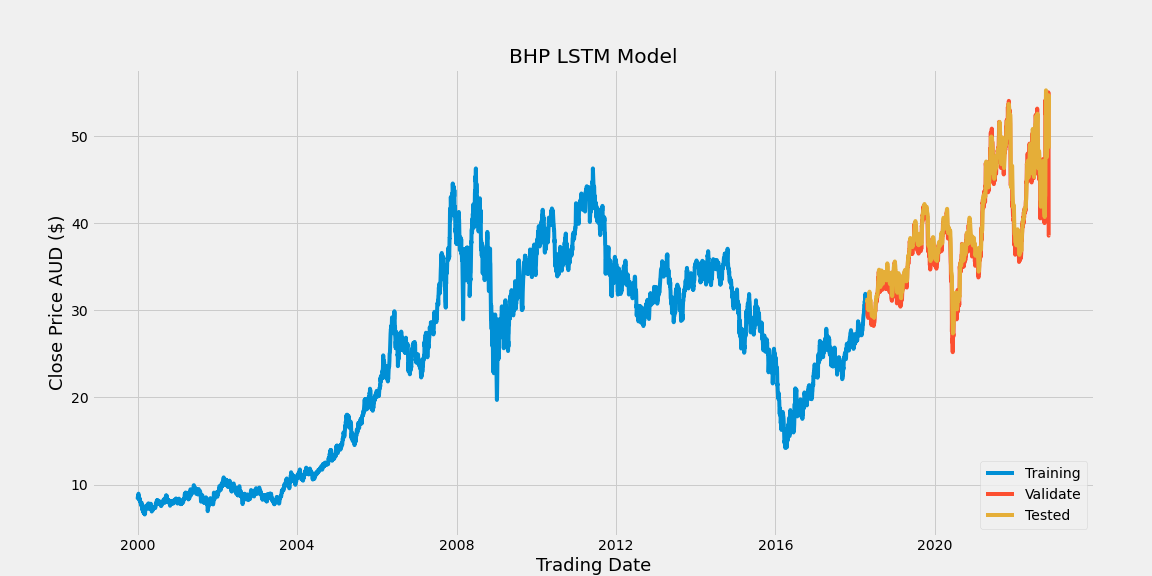 BHP LSTM Model
Close Price AUD ($)
50
40
30
20
10
2000 2004 2008 2012 2016 2020
Trading Date
Training
Validate
Tested